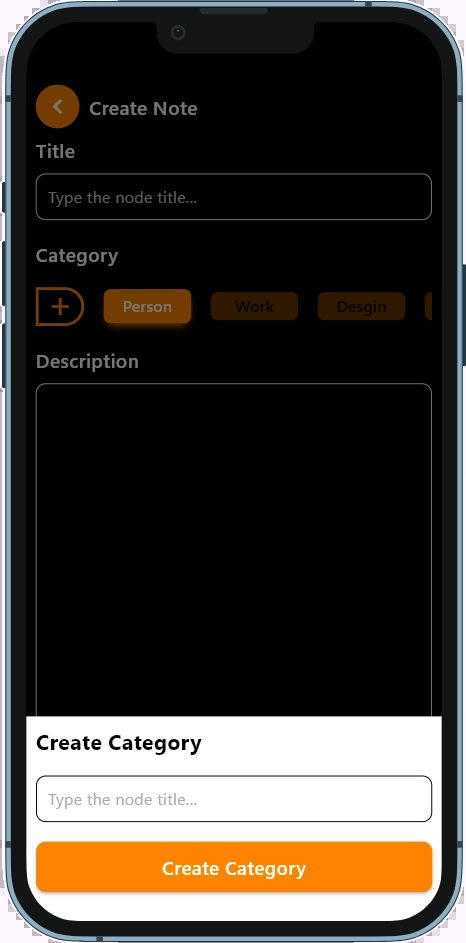 Create Note
Title
Type the node title...
Category
Person Work Desgin
Description
Create Category
Type the node title...
Create Category